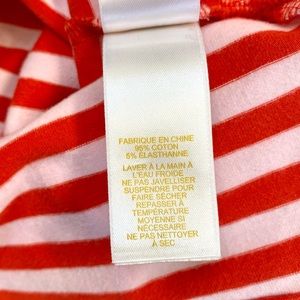 FABRIQUE EN CHINE
95% COTON
5% ÉLASTHANNE
LAVER À LA MAIN À
L'EAU FROIDE
NE PAS JAVELLISER
SUSPENDRE POUR
FAIRE SÉCHER
REPASSER À
TEMPÉRATURE
MOYENNE SI
NÉCESSAIRE
NE PAS NETTOYER
À SEC